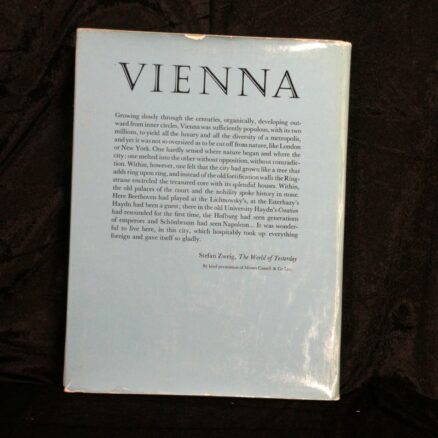 VIENNA
Growing slowly through the centuries, organically, developing out-
ward from inner circles, Vienna was sufficiently populous, with its two
millions, to yield all the luxury and all the diversity of a metropolis,
and yet it was not so oversized as to be cut off from nature, like London
or New York. One hardly sensed where nature began and where the
city: one melted into the other without opposition, without contradic-
tion. Within, however, one felt that the city had grown like a tree that
adds ring upon ring, and instead of the old fortification walls the Ring-
strasse encircled the treasured core with its splendid houses. Within,
the old palaces of the court and the nobility spoke history in stone.
Here Beethoven had played at the Lichnowsky's, at the Esterhazy's
Haydn had been a guest; there in the old University Haydn's Creation
had resounded for the first time, the Hofburg had seen generations
of emperors and Schönbrunn had seen Napoleon... It was wonder-
ful to live here, in this city, which hospitably took up everything
foreign and gave itself so gladly.
Stefan Zweig, The World of Yesterday
By kind permission of Messrs Cassell & Co Ltd.